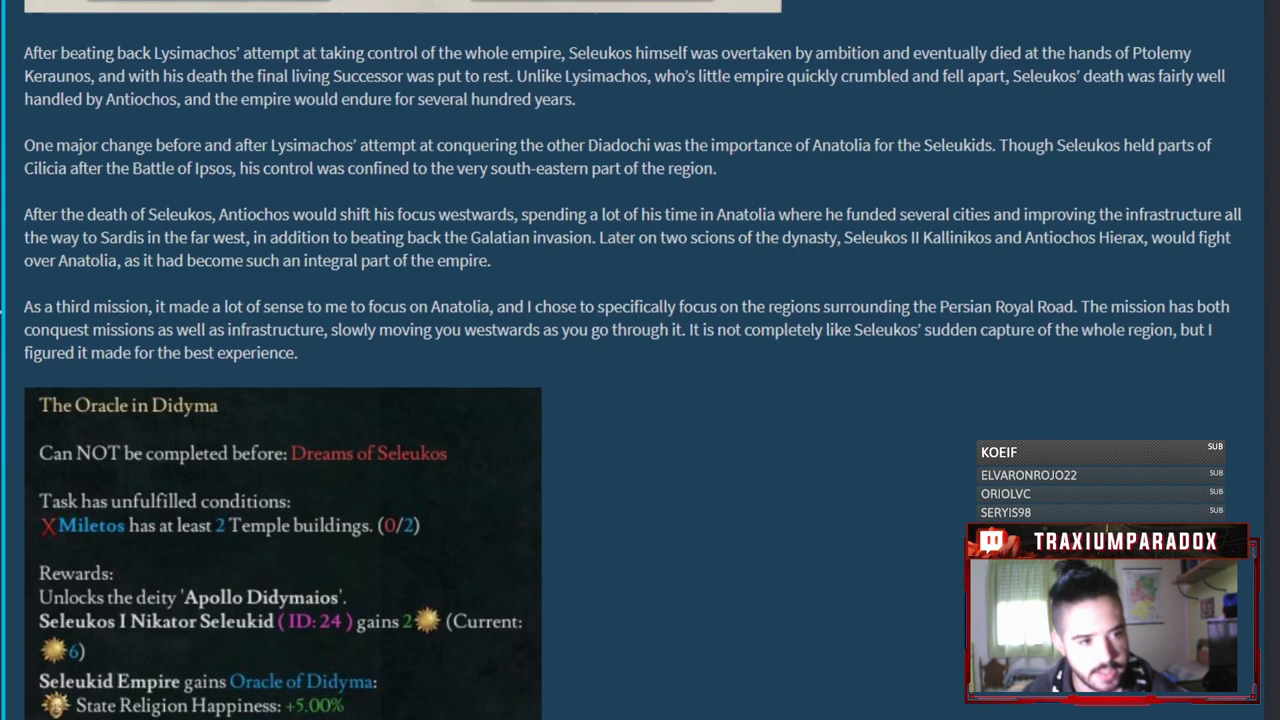 After beating back Lysimachos’ attempt at taking control of the whole empire, Seleukos himself was overtaken by ambition and eventually died at the hands of Ptolemy
Keraunos, and with his death the final living Successor was put to rest. Unlike Lysimachos, who’s little empire quickly crumbled and fell apart, Seleukos’ death was fairly well
handled by Antiochos, and the empire would endure for several hundred years.
One major change before and after Lysimachos’ attempt at conquering the other Diadochi was the importance of Anatolia for the Seleukids. Though Seleukos held parts of
Cilicia after the Battle of Ipsos, his control was confined to the very south-eastern part of the region.
After the death of Seleukos, Antiochos would shift his focus westwards, spending a lot of his time in Anatolia where he funded several cities and improving the infrastructure all
the way to Sardis in the far west, in addition to beating back the Galatian invasion. Later on two scions of the dynasty, Seleukos II Kallinikos and Antiochos Hierax, would fight
over Anatolia, as it had become such an integral part of the empire.
As a third mission, it made a lot of sense to me to focus on Anatolia, and I chose to specifically focus on the regions surrounding the Persian Royal Road. The mission has both
conquest missions as well as infrastructure, slowly moving you westwards as you go through it. It is not completely like Seleukos’ sudden capture of the whole region, but I
figured it made for the best experience.
The Oracle in Didyma
Can NOT be completed before: Dreams of Seleukos
Task has unfulfilled conditions:
X Miletos has at least 2 Temple buildings. (0/2)
Rewards:
Unlocks the deity 'Apollo Didymaios'.
Seleukos I Nikator Seleukid ( ID: 24 ) gains 2 (Current:
6)
Seleukid Empire gains Oracle of Didyma:
State Religion Happiness: +5.00%
KOEIF SUB
ELVARONROJO22 SUB
ORIOLVC SUB
SERYIS98 SUB
TRAXIUMPARADOX